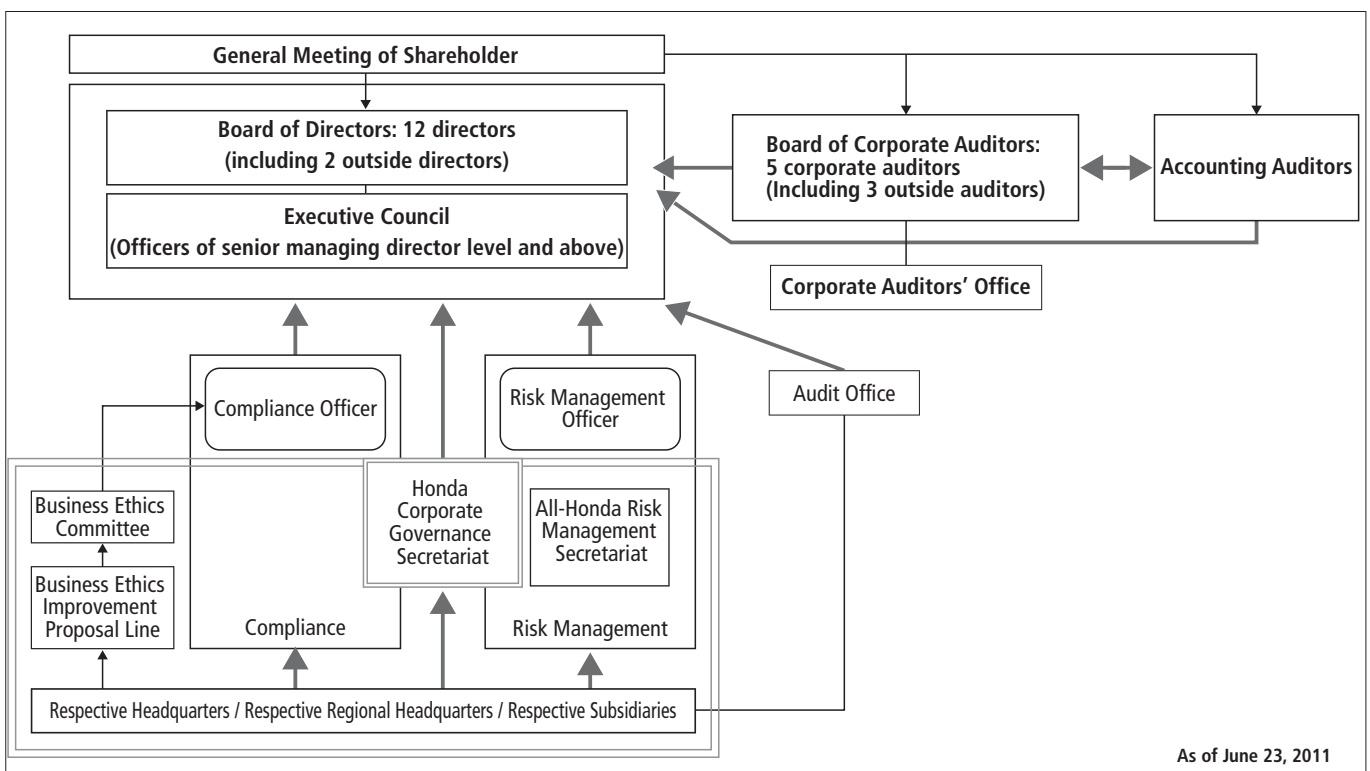 General Meeting of Shareholder
Board of Directors: 12 directors
(including 2 outside directors)
Executive Council
(Officers of senior managing director level and above)
Board of Corporate Auditors:
5 corporate auditors
(Including 3 outside auditors)
Accounting Auditors
Corporate Auditors’ Office
Compliance Officer
Risk Management
Officer
Audit Office
Business Ethics
Committee
Honda
Corporate
Governance
Secretariat
All-Honda Risk
Management
Secretariat
Business Ethics
Improvement
Proposal Line
Compliance
Risk Management
Respective Headquarters / Respective Regional Headquarters / Respective Subsidiaries
As of June 23, 2011